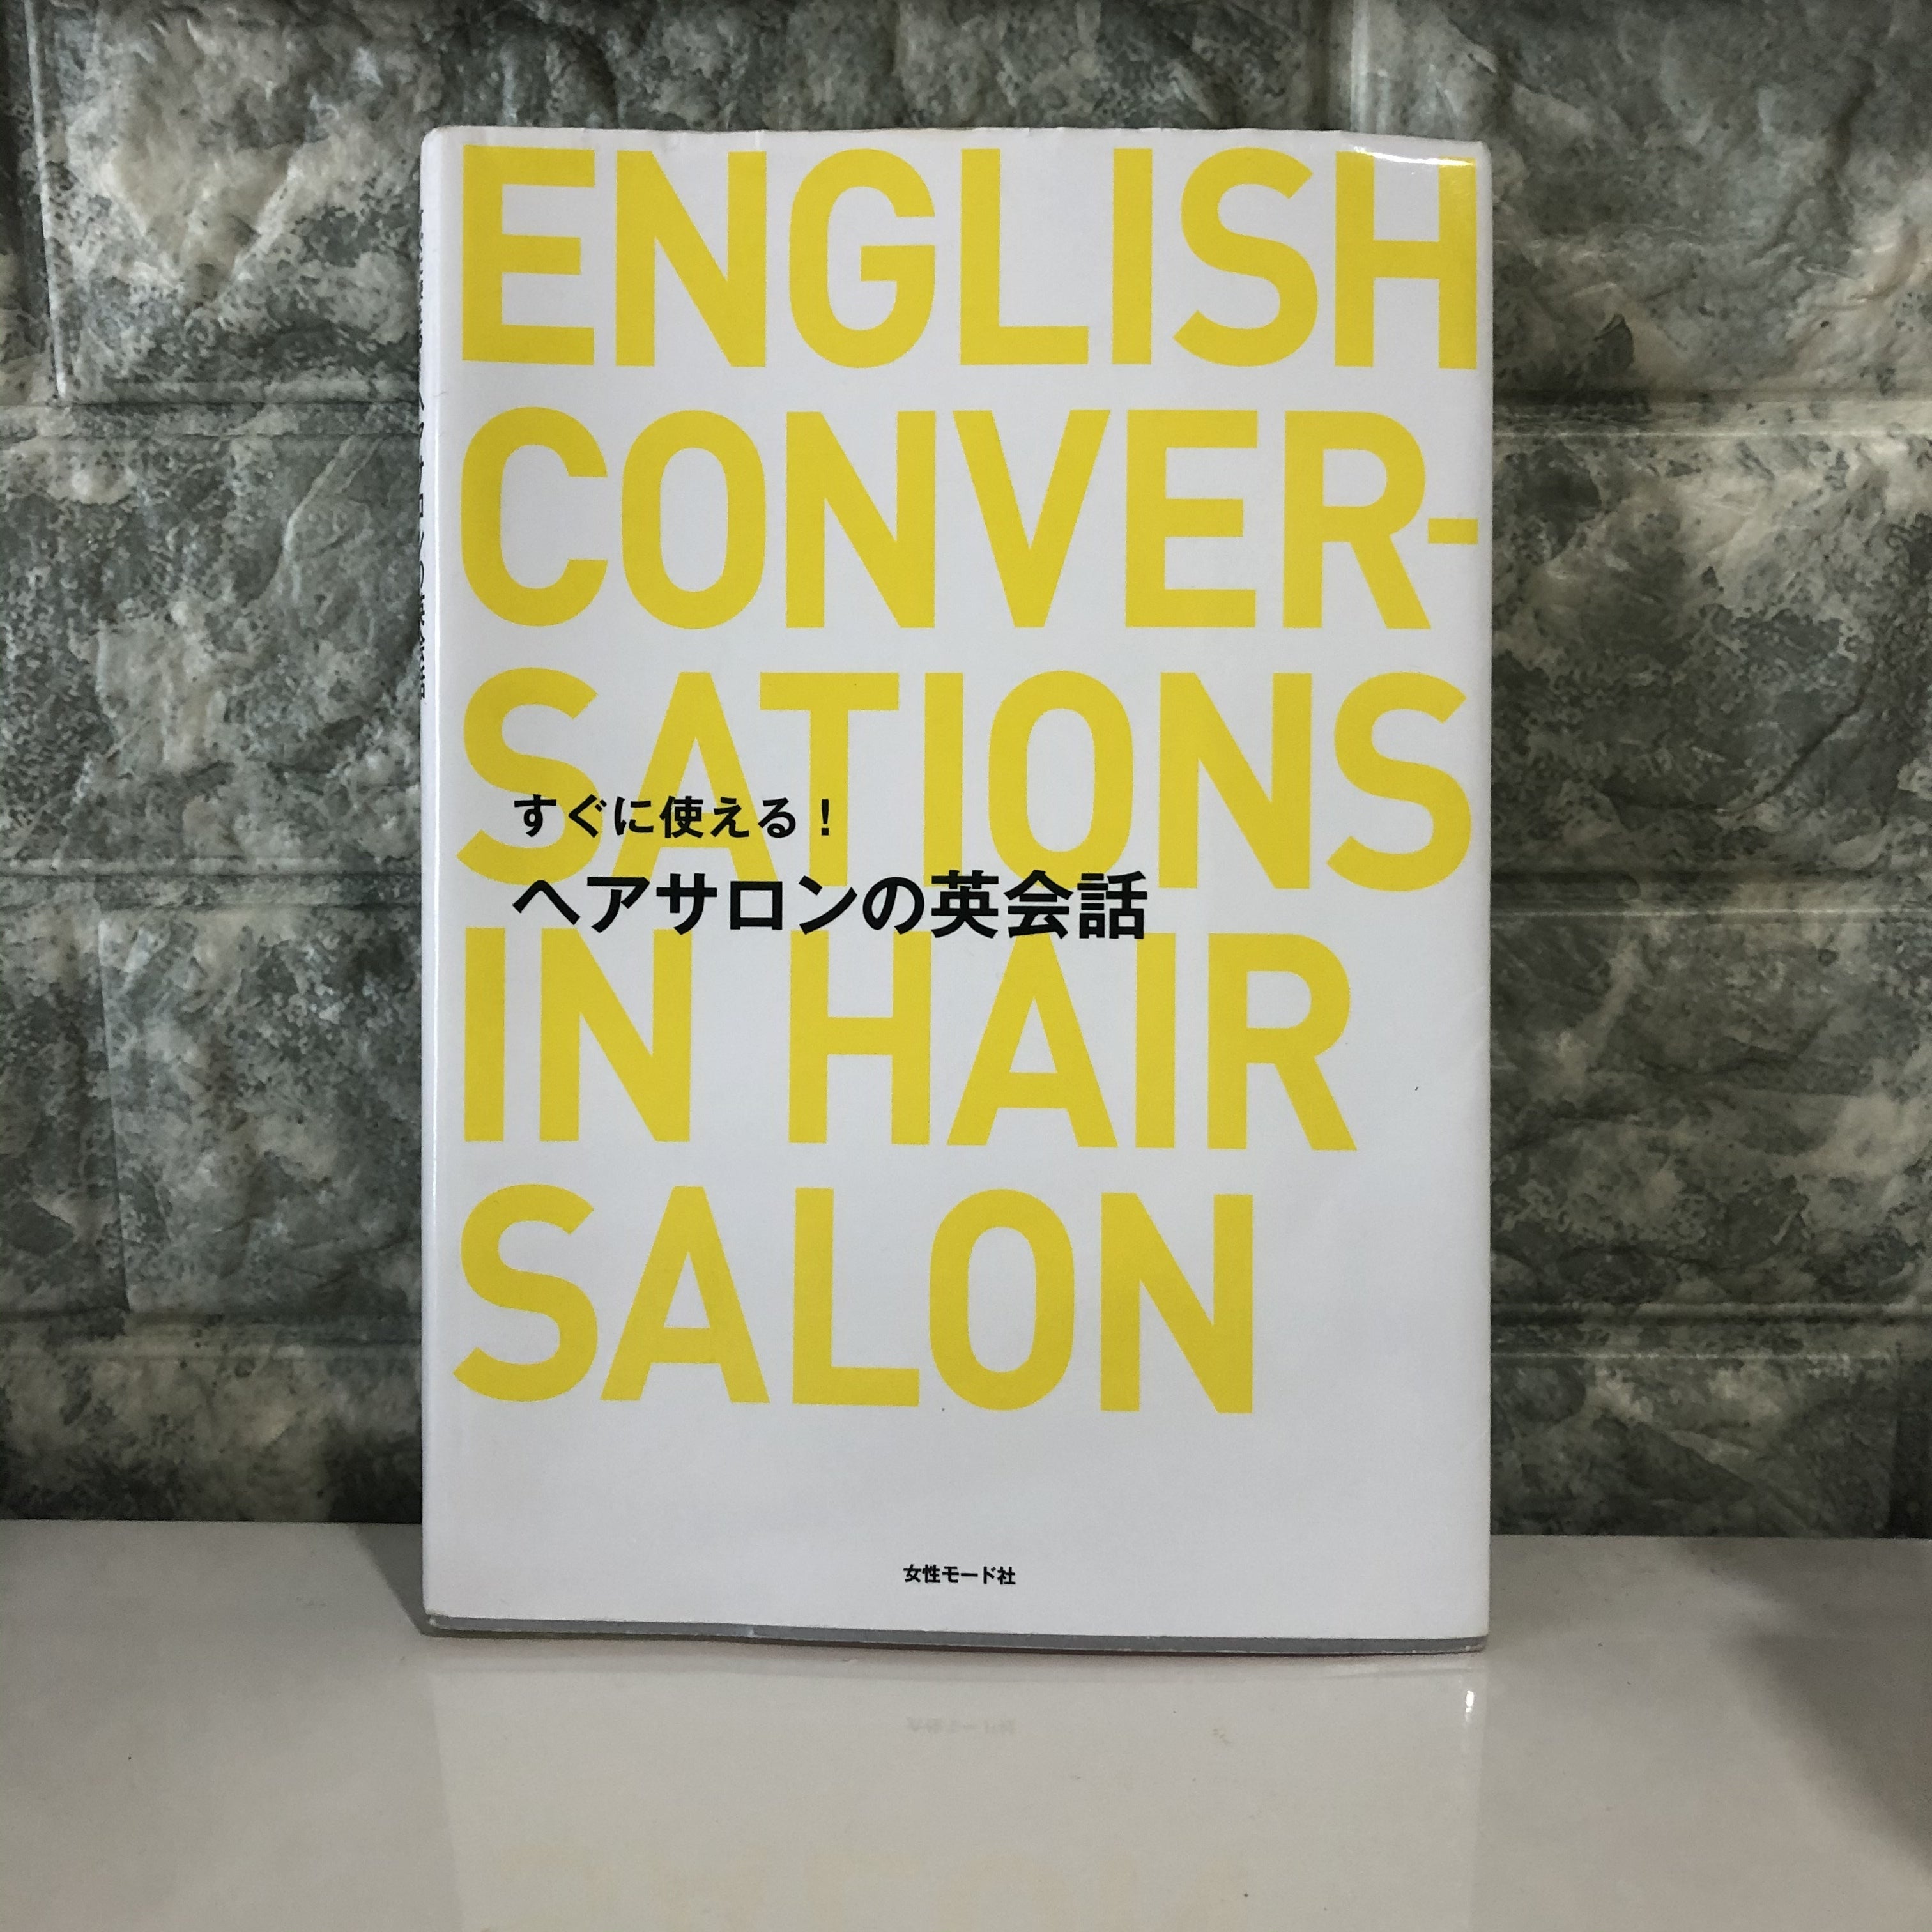 ENGLISH
CONVER-
SATIONS
すぐに使える！
ヘアサロンの英会話
IN HAIR
SALON
女性モード社